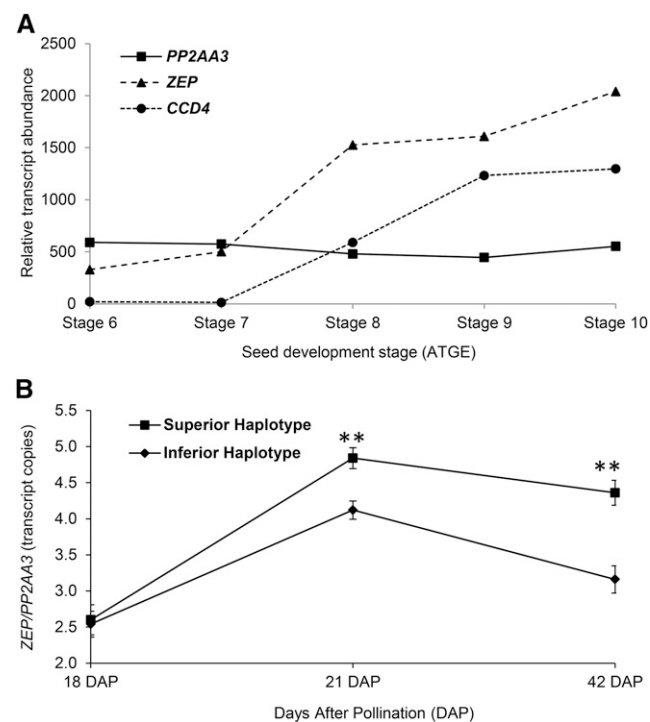 A
2500
2000
1500
1000
500
0
Relative transcript abundance
PP2AA3
ZEP
CCD4
Stage 6 Stage 7 Stage 8 Stage 9 Stage 10
Seed development stage (ATGE)
B
5.5
5.0
4.5
4.0
3.5
3.0
2.5
2.0
ZEP/PP2AA3 (transcript copies)
Superior Haplotype
Inferior Haplotype
**
**
18 DAP 21 DAP 42 DAP
Days After Pollination (DAP)